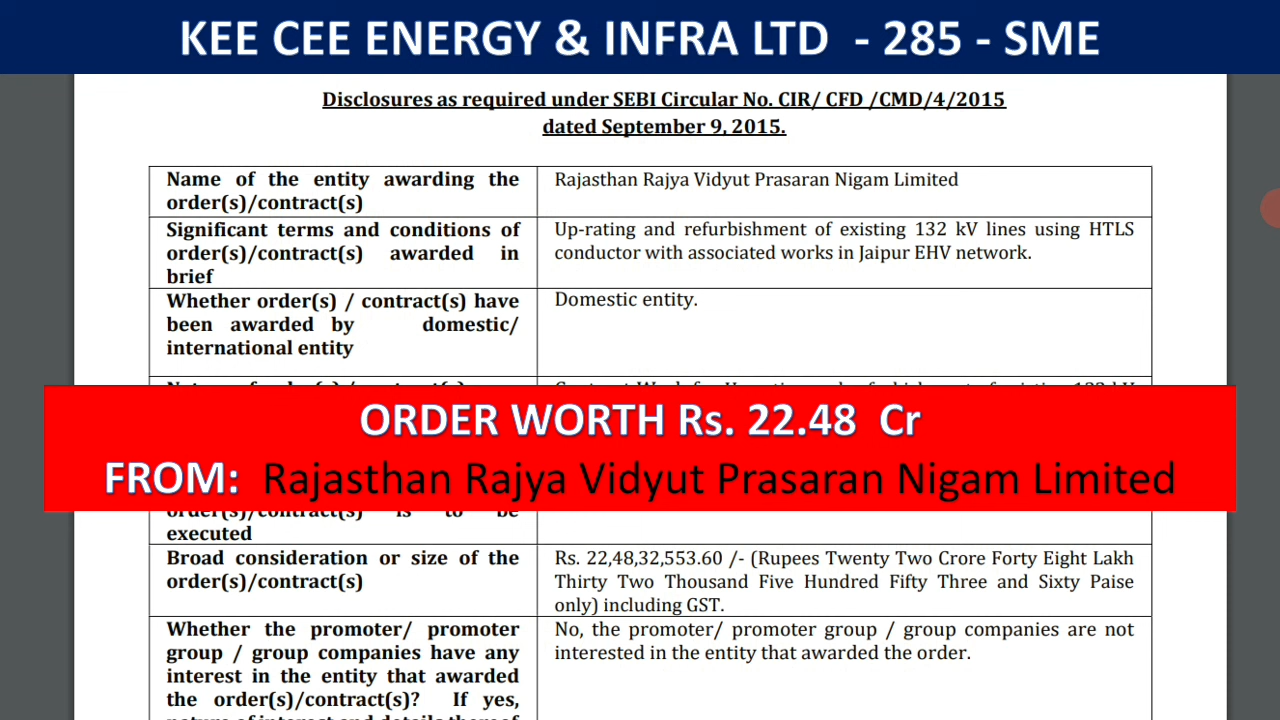 KEE CEE ENERGY & INFRA LTD - 285 - SME
Disclosures as required under SEBI Circular No. CIR/ CFD /CMD/4/2015
dated September 9, 2015.
Name of the entity awarding the
order(s)/contract(s)
Rajasthan Rajya Vidyut Prasaran Nigam Limited
Significant terms and conditions of
order(s)/contract(s) awarded in
brief
Up-rating and refurbishment of existing 132 kV lines using HTLS
conductor with associated works in Jaipur EHV network.
Whether order(s) / contract(s) have
been awarded by domestic/
international entity
Domestic entity.
ORDER WORTH Rs. 22.48 Cr
FROM: Rajasthan Rajya Vidyut Prasaran Nigam Limited
order(s)/contract(s) is to be
executed
Broad consideration or size of the
order(s)/contract(s)
Rs. 22,48,32,553.60 /- (Rupees Twenty Two Crore Forty Eight Lakh
Thirty Two Thousand Five Hundred Fifty Three and Sixty Paise
only) including GST.
Whether the promoter/ promoter
group / group companies have any
interest in the entity that awarded
the order(s)/contract(s)? If yes,
No, the promoter/ promoter group / group companies are not
interested in the entity that awarded the order.